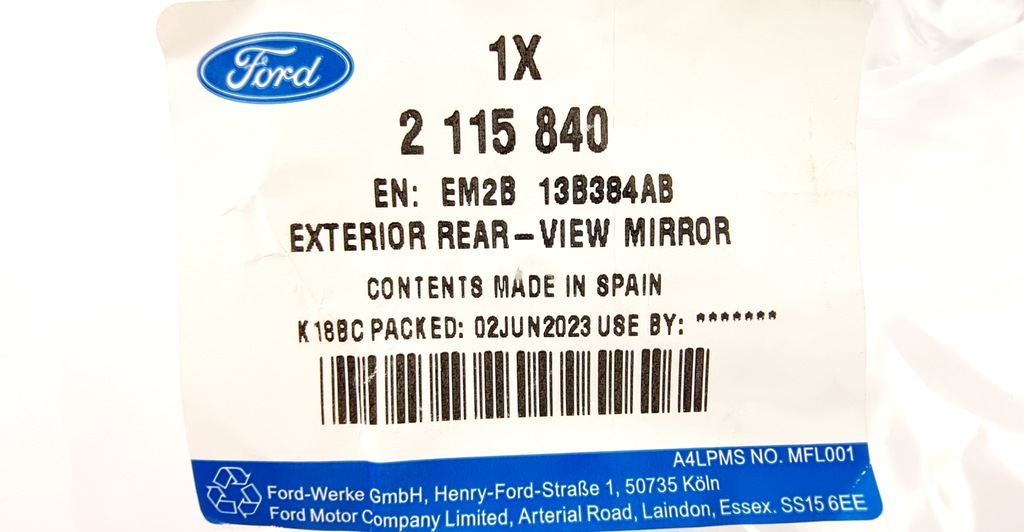 Ford
1X
2 115 840
EN: EM2B 13B384AB
EXTERIOR REAR-VIEW MIRROR
CONTENTS MADE IN SPAIN
K18BC PACKED: 02JUN2023 USE BY: *******
A4LPMS NO. MFL001
Ford-Werke GmbH, Henry-Ford-Straße 1, 50735 Köln
Ford Motor Company Limited, Arterial Road, Laindon, Essex. SS15 6EE